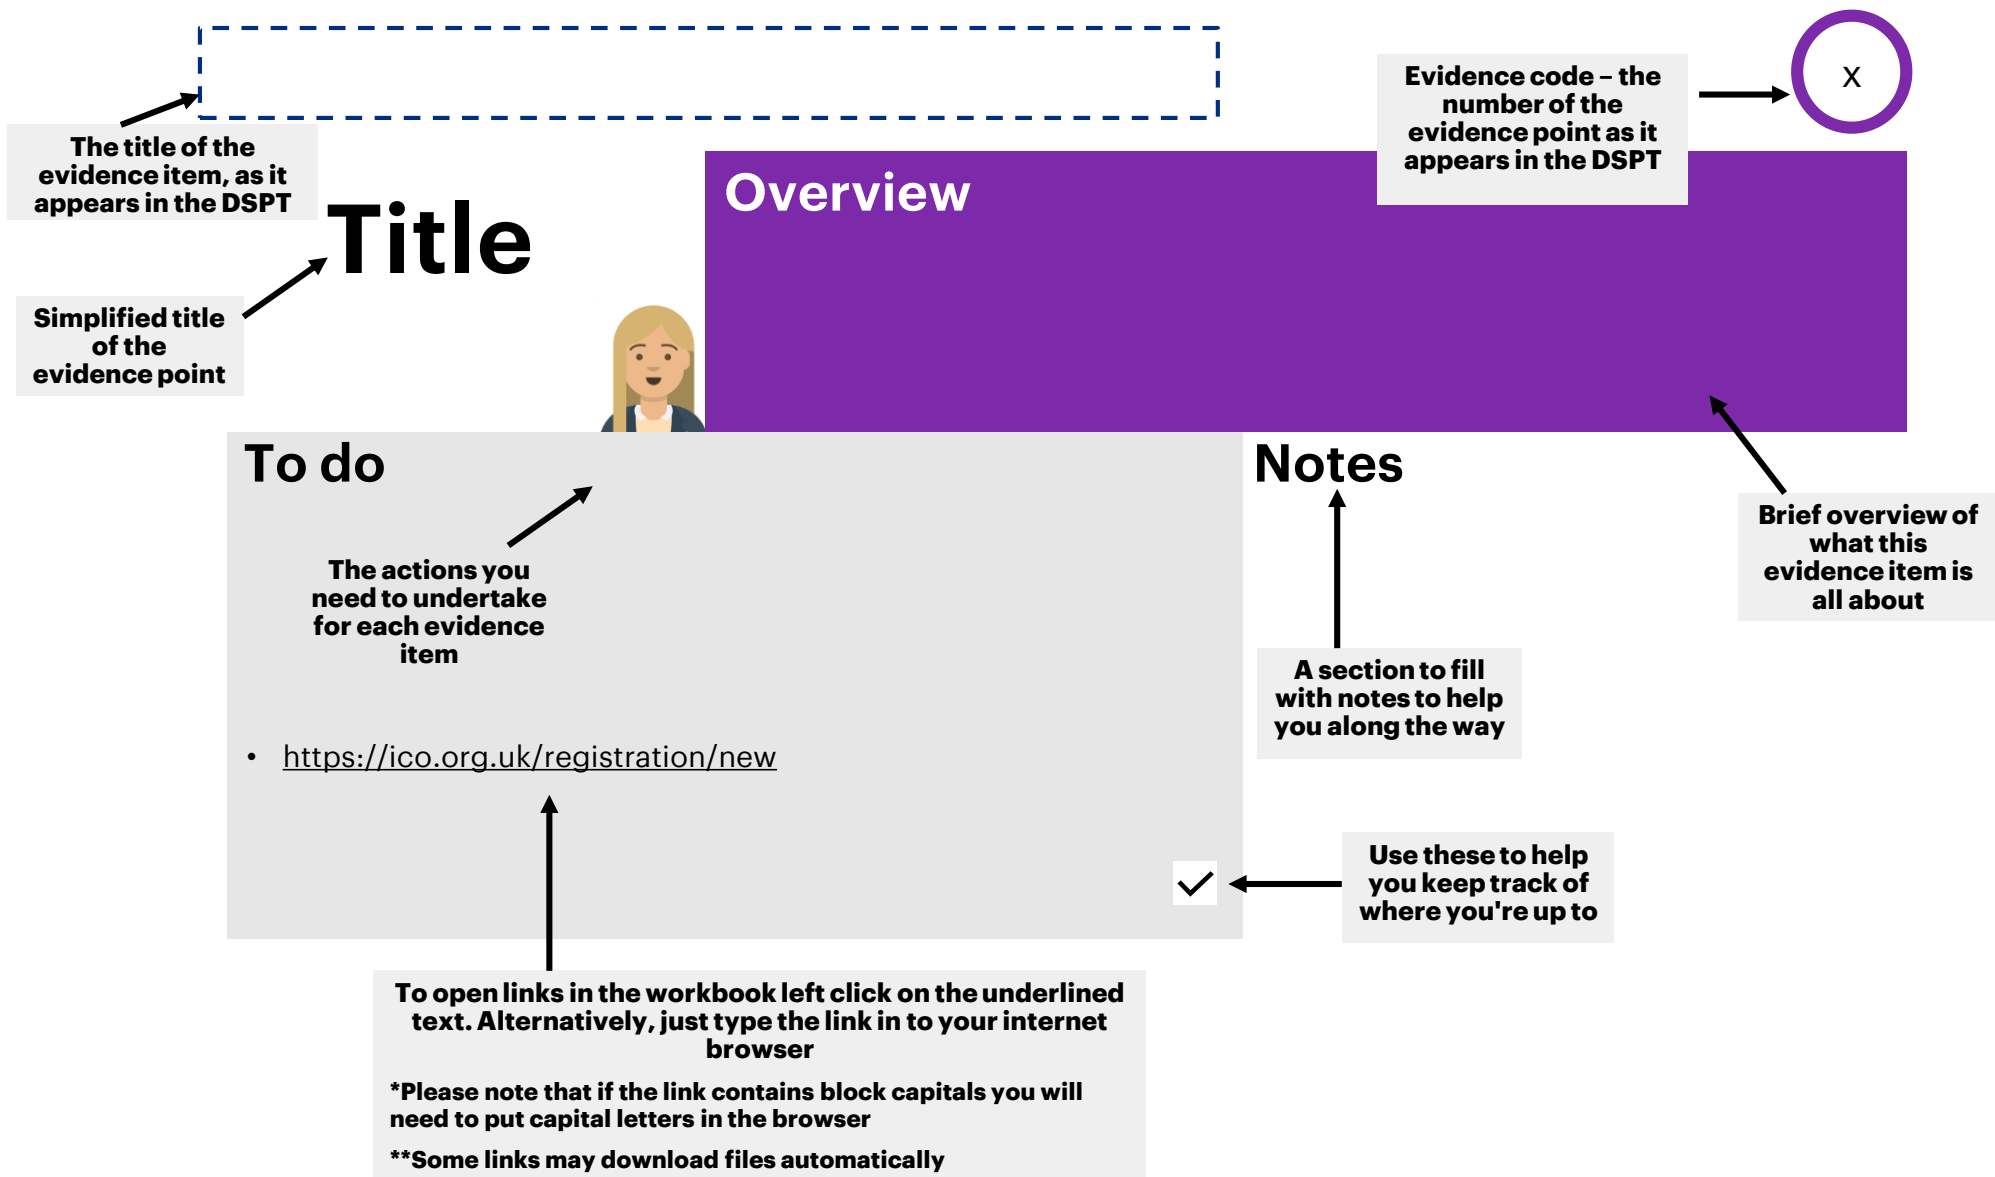 Evidence code – the
number of the
evidence point as it
appears in the DSPT
x
The title of the
evidence item, as it
appears in the DSPT
Title
Overview
Simplified title
of the
evidence point
To do
Notes
Brief overview of
what this
evidence item is
all about
The actions you
need to undertake
for each evidence
item
A section to fill
with notes to help
you along the way
• https://ico.org.uk/registration/new
Use these to help
you keep track of
where you're up to
To open links in the workbook left click on the underlined
text. Alternatively, just type the link in to your internet
browser
*Please note that if the link contains block capitals you will
need to put capital letters in the browser
**Some links may download files automatically